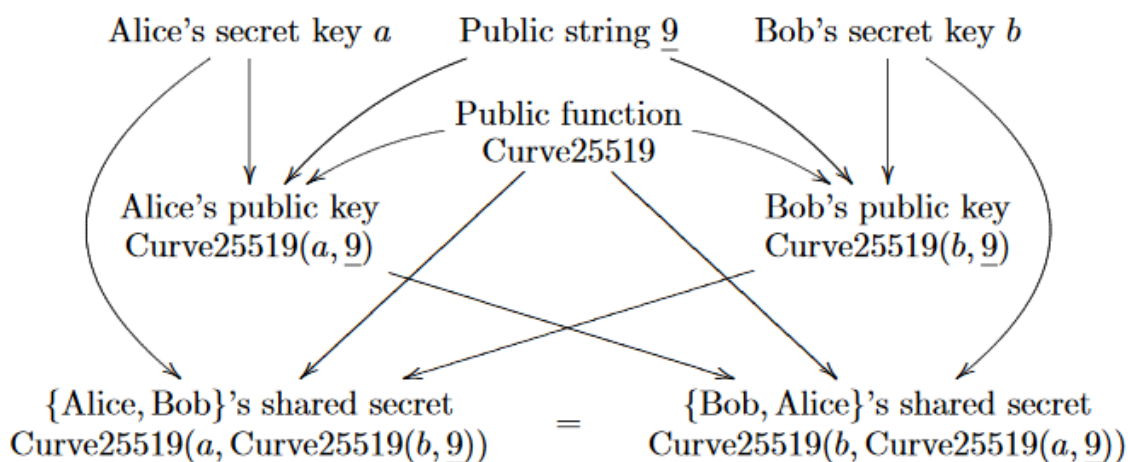 Alice's secret key a
Public string 9
Bob's secret key b
Public function
Curve25519
Alice's public key
Curve25519(a, 9)
Bob's public key
Curve25519(b, 9)
{Alice, Bob}'s shared secret
Curve25519(a, Curve25519(b, 9))
=
{Bob, Alice}'s shared secret
Curve25519(b, Curve25519(a, 9))